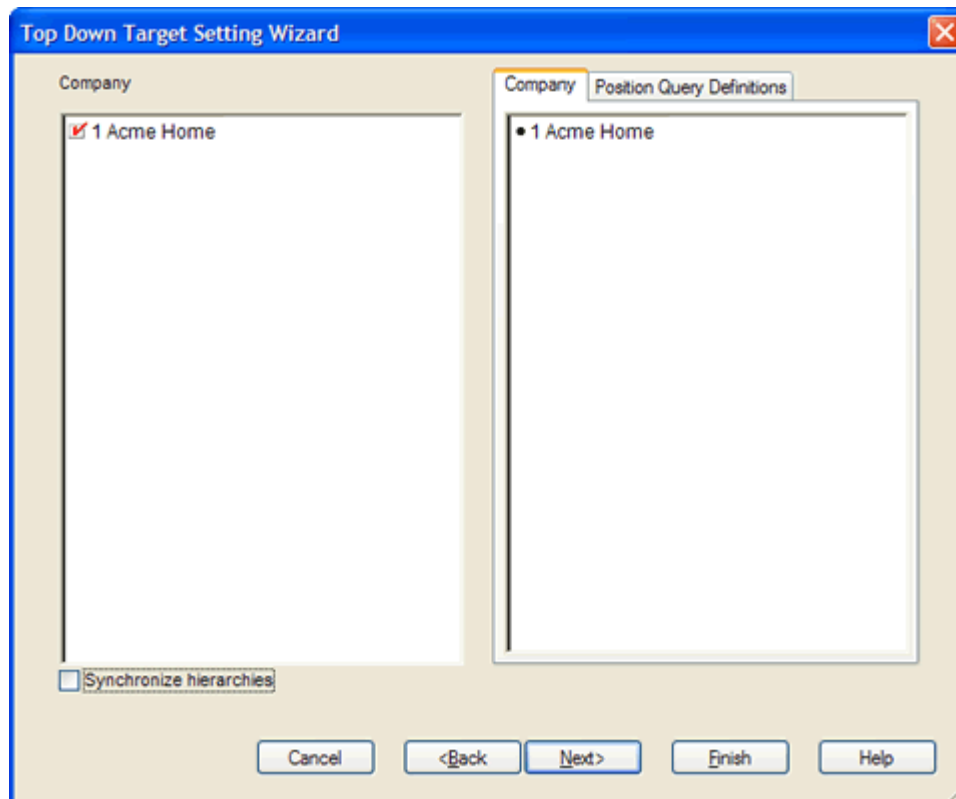 Top Down Target Setting Wizard
Company
Company
Position Query Definitions
1 Acme Home
1 Acme Home
Synchronize hierarchies
Cancel
<Back
Next>
Finish
Help